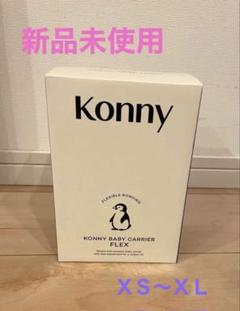 新品未使用
Konny
FLEXIBLE BONDING
KONNY BABY CARRIER
FLEX
XS～XL